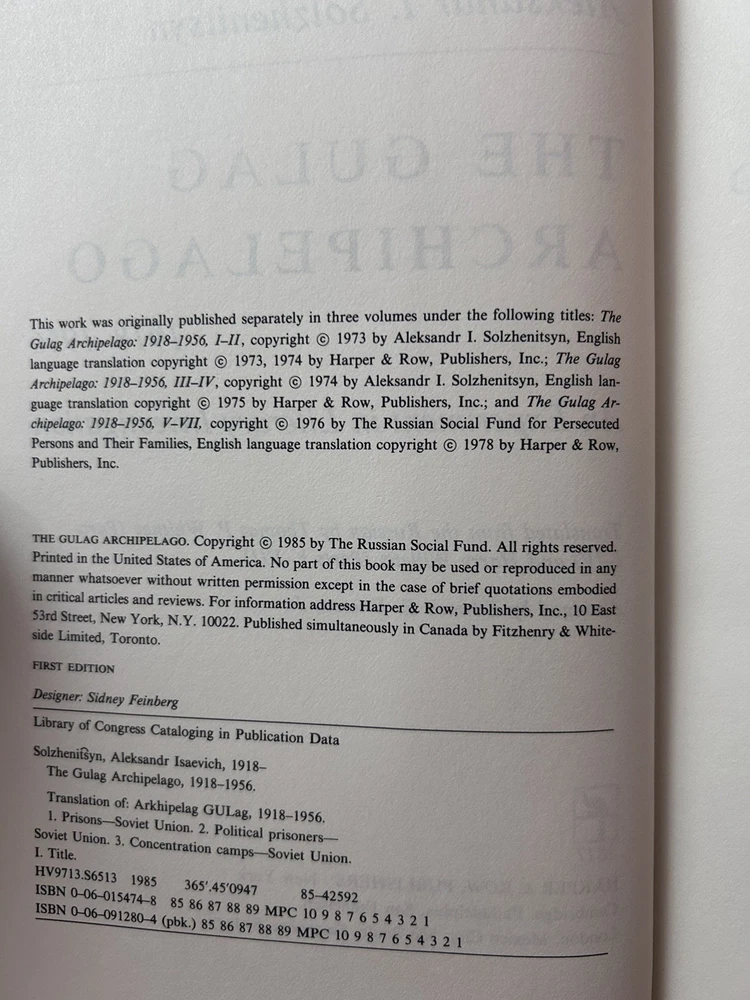 This work was originally published separately in three volumes under the following titles: The
Gulag Archipelago: 1918–1956, I–II, copyright © 1973 by Aleksandr I. Solzhenitsyn, English
language translation copyright © 1973, 1974 by Harper & Row, Publishers, Inc.; The Gulag
Archipelago: 1918–1956, III–IV, copyright © 1974 by Aleksandr I. Solzhenitsyn, English lan-
guage translation copyright © 1975 by Harper & Row, Publishers, Inc.; and The Gulag Ar-
chipelago: 1918–1956, V–VII, copyright © 1976 by The Russian Social Fund for Persecuted
Persons and Their Families, English language translation copyright © 1978 by Harper & Row,
Publishers, Inc.
THE GULAG ARCHIPELAGO. Copyright © 1985 by The Russian Social Fund. All rights reserved.
Printed in the United States of America. No part of this book may be used or reproduced in any
manner whatsoever without written permission except in the case of brief quotations embodied
in critical articles and reviews. For information address Harper & Row, Publishers, Inc., 10 East
53rd Street, New York, N.Y. 10022. Published simultaneously in Canada by Fitzhenry & White-
side Limited, Toronto.
FIRST EDITION
Designer: Sidney Feinberg
Library of Congress Cataloging in Publication Data
Solzhenit͡syn, Aleksandr Isaevich, 1918–
The Gulag Archipelago, 1918–1956.
Translation of: Arkhipelag GULag, 1918–1956.
1. Prisons—Soviet Union. 2. Political prisoners—
Soviet Union. 3. Concentration camps—Soviet Union.
I. Title.
HV9713.S6513 1985 365'.45'0947 85-42592
ISBN 0–06–015474–8 85 86 87 88 89 MPC 10 9 8 7 6 5 4 3 2 1
ISBN 0–06–091280–4 (pbk.) 85 86 87 88 89 MPC 10 9 8 7 6 5 4 3 2 1